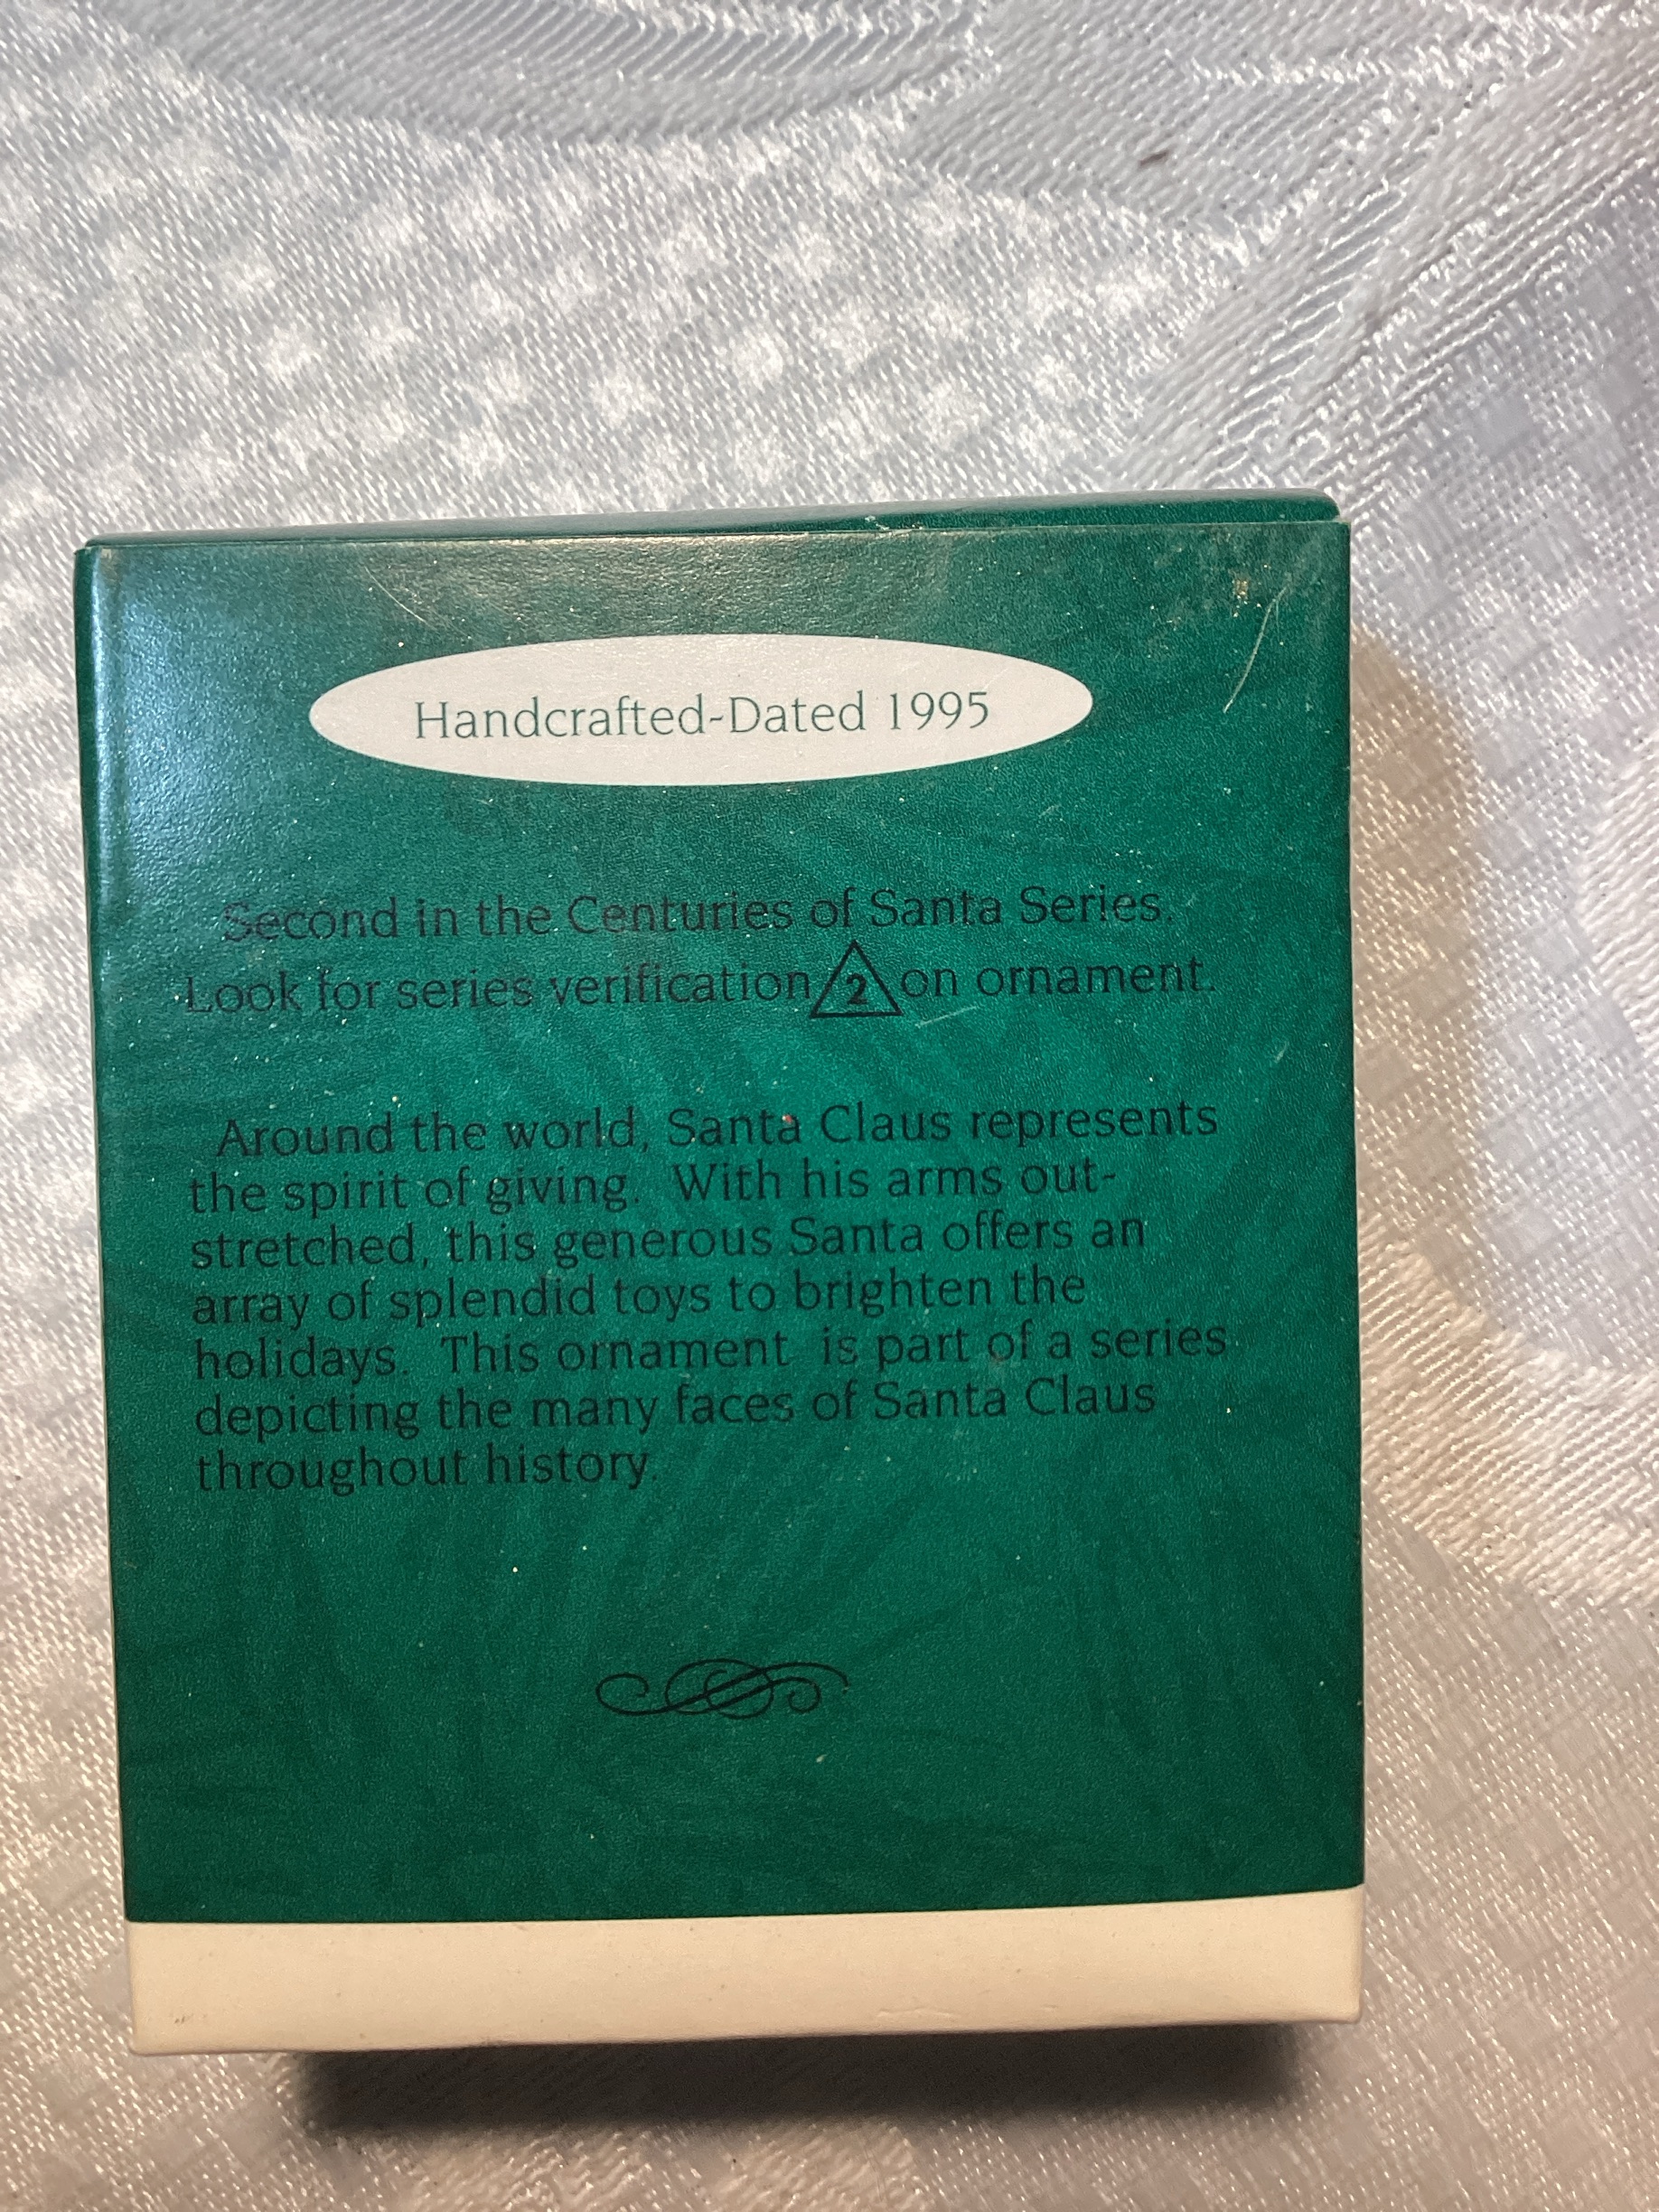 Handcrafted-Dated 1995
Second in the Centuries of Santa Series.
Look for series verification 2 on ornament.
Around the world, Santa Claus represents
the spirit of giving. With his arms out-
stretched, this generous Santa offers an
array of splendid toys to brighten the
holidays. This ornament is part of a series
depicting the many faces of Santa Claus
throughout history.